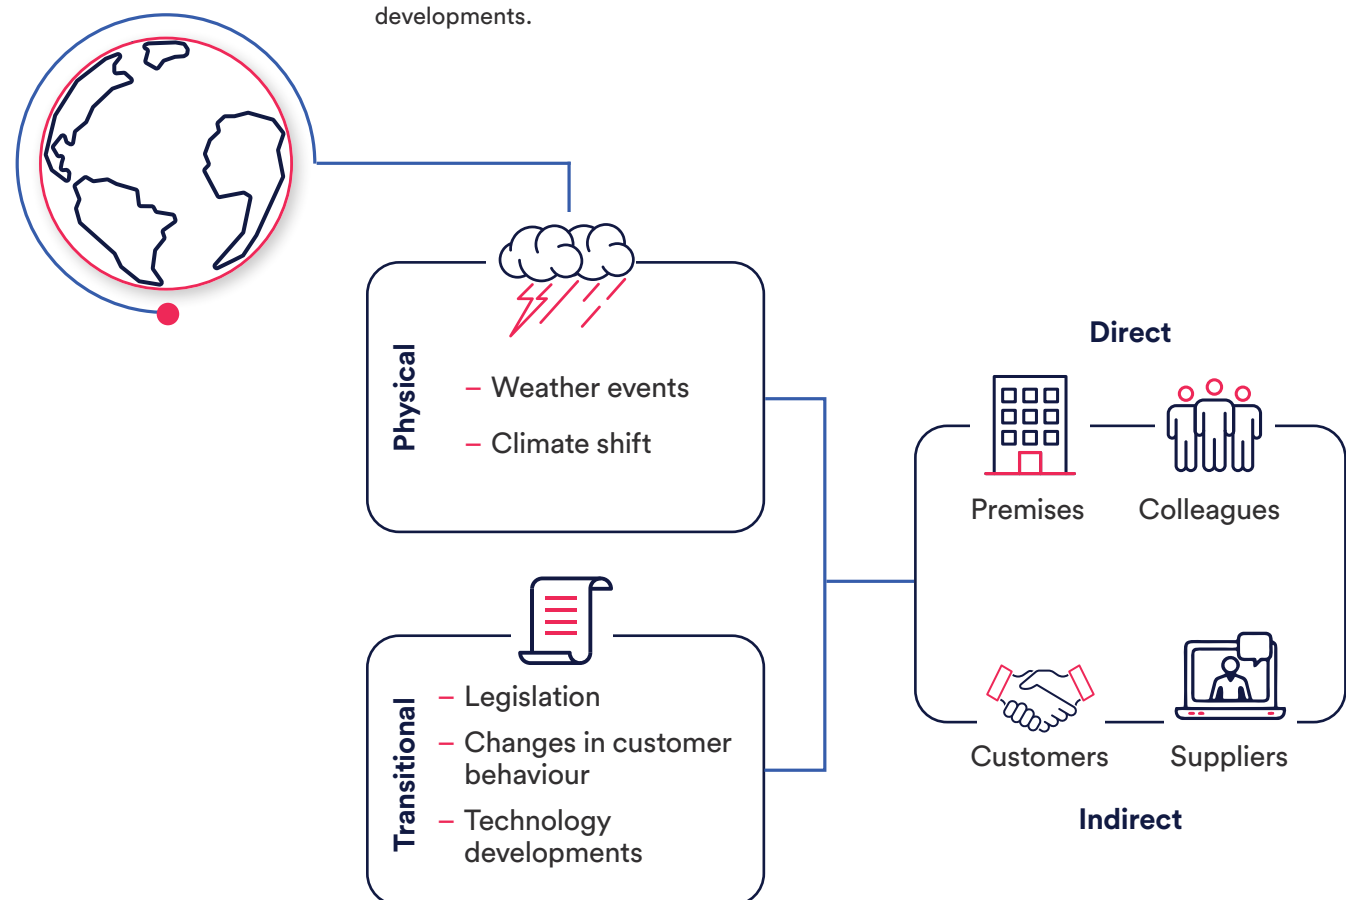 developments.
Physical
– Weather events
– Climate shift
Transitional
– Legislation
– Changes in customer
behaviour
– Technology
developments
Direct
Premises
Colleagues
Customers
Suppliers
Indirect